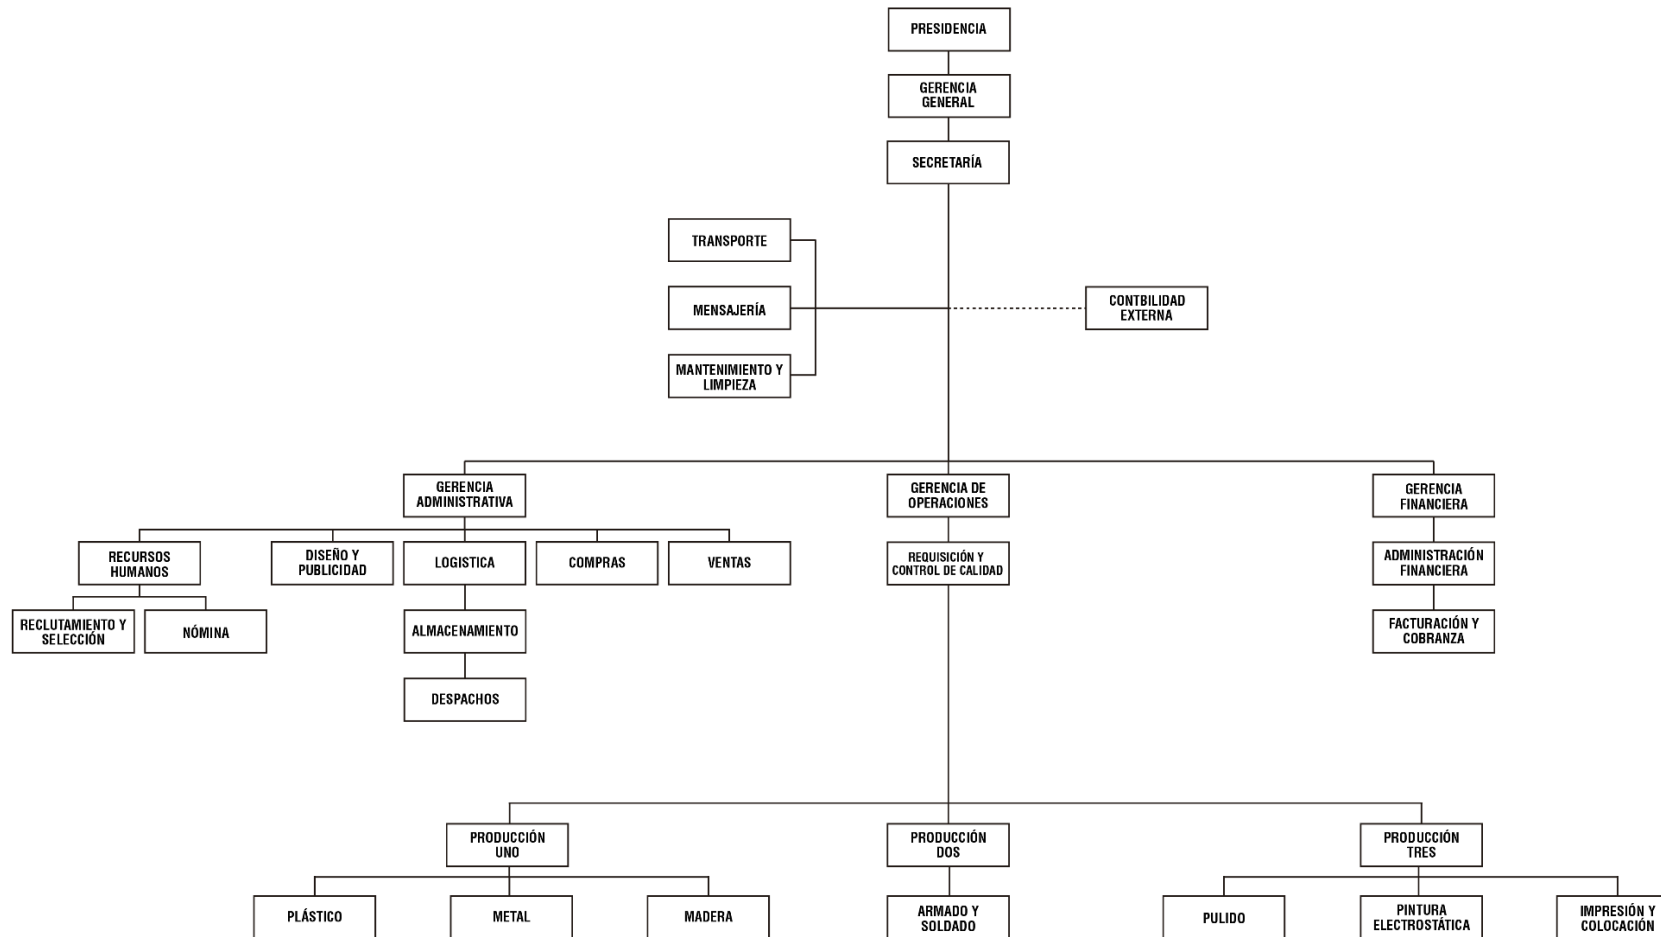 PRESIDENCIA
GERENCIA
GENERAL
SECRETARÍA
TRANSPORTE
MENSAJERÍA
MANTENIMIENTO Y
LIMPIEZA
CONTBILIDAD
EXTERNA
GERENCIA
ADMINISTRATIVA
GERENCIA DE
OPERACIONES
GERENCIA
FINANCIERA
RECURSOS
HUMANOS
DISEÑO Y
PUBLICIDAD
LOGISTICA
COMPRAS
VENTAS
REQUISICIÓN Y
CONTROL DE CALIDAD
ADMINISTRACIÓN
FINANCIERA
RECLUTAMIENTO Y
SELECCIÓN
NÓMINA
ALMACENAMIENTO
FACTURACIÓN Y
COBRANZA
DESPACHOS
PRODUCCIÓN
UNO
PRODUCCIÓN
DOS
PRODUCCIÓN
TRES
PLÁSTICO
METAL
MADERA
ARMADO Y
SOLDADO
PULIDO
PINTURA
ELECTROSTÁTICA
IMPRESIÓN Y
COLOCACIÓN